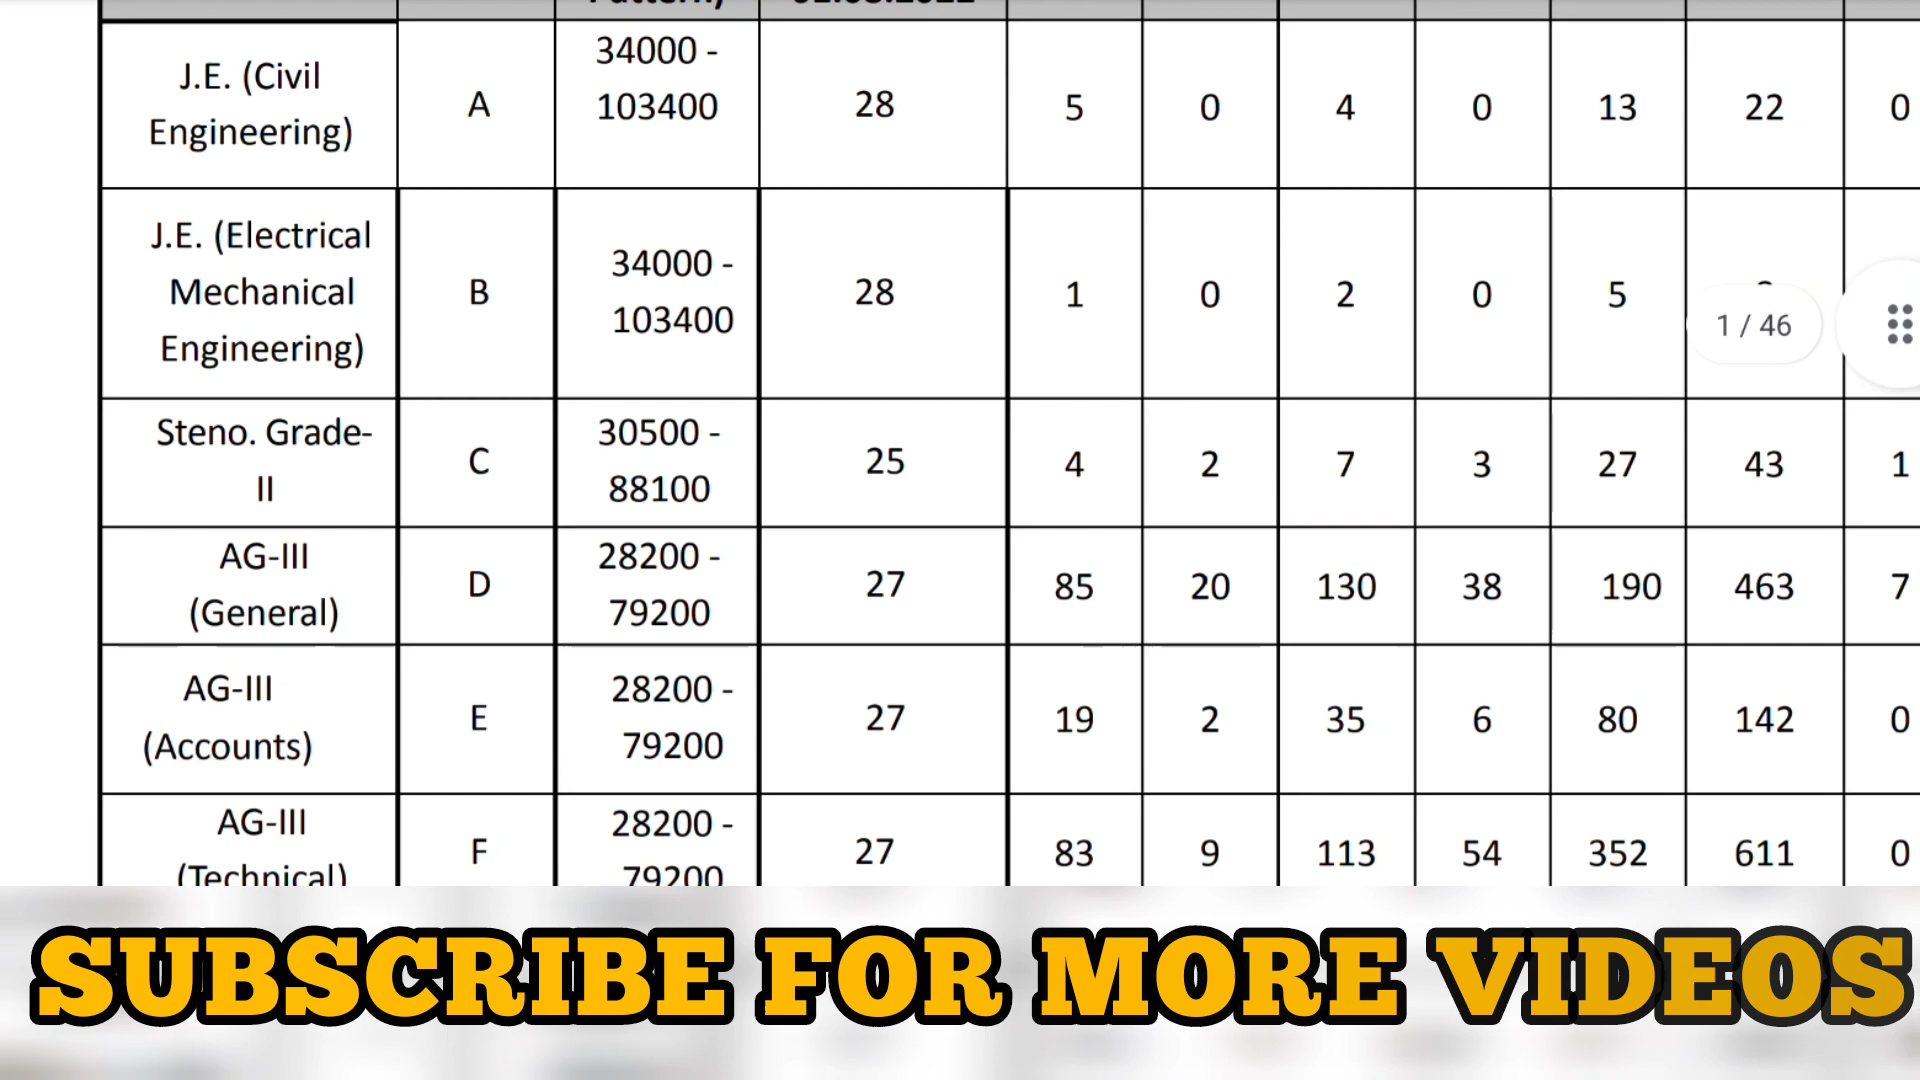 J.E. (Civil
Engineering)
A
34000 -
103400
28
5
0
4
0
13
22
0
J.E. (Electrical
Mechanical
Engineering)
B
34000 -
103400
28
1
0
2
0
5
1 / 46
Steno. Grade-
II
C
30500 -
88100
25
4
2
7
3
27
43
1
AG-III
(General)
D
28200 -
79200
27
85
20
130
38
190
463
7
AG-III
(Accounts)
E
28200 -
79200
27
19
2
35
6
80
142
0
AG-III
(Technical)
F
28200 -
79200
27
83
9
113
54
352
611
0
SUBSCRIBE FOR MORE VIDEOS